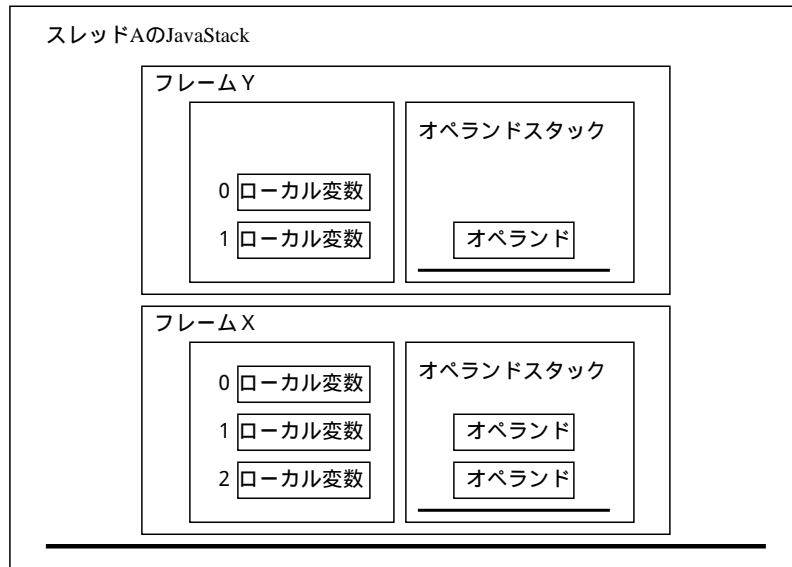 スレッドAのJavaStack
フレームY
オペランドスタック
0 ローカル変数
1 ローカル変数
オペランド
フレームX
オペランドスタック
0 ローカル変数
1 ローカル変数
オペランド
2 ローカル変数
オペランド